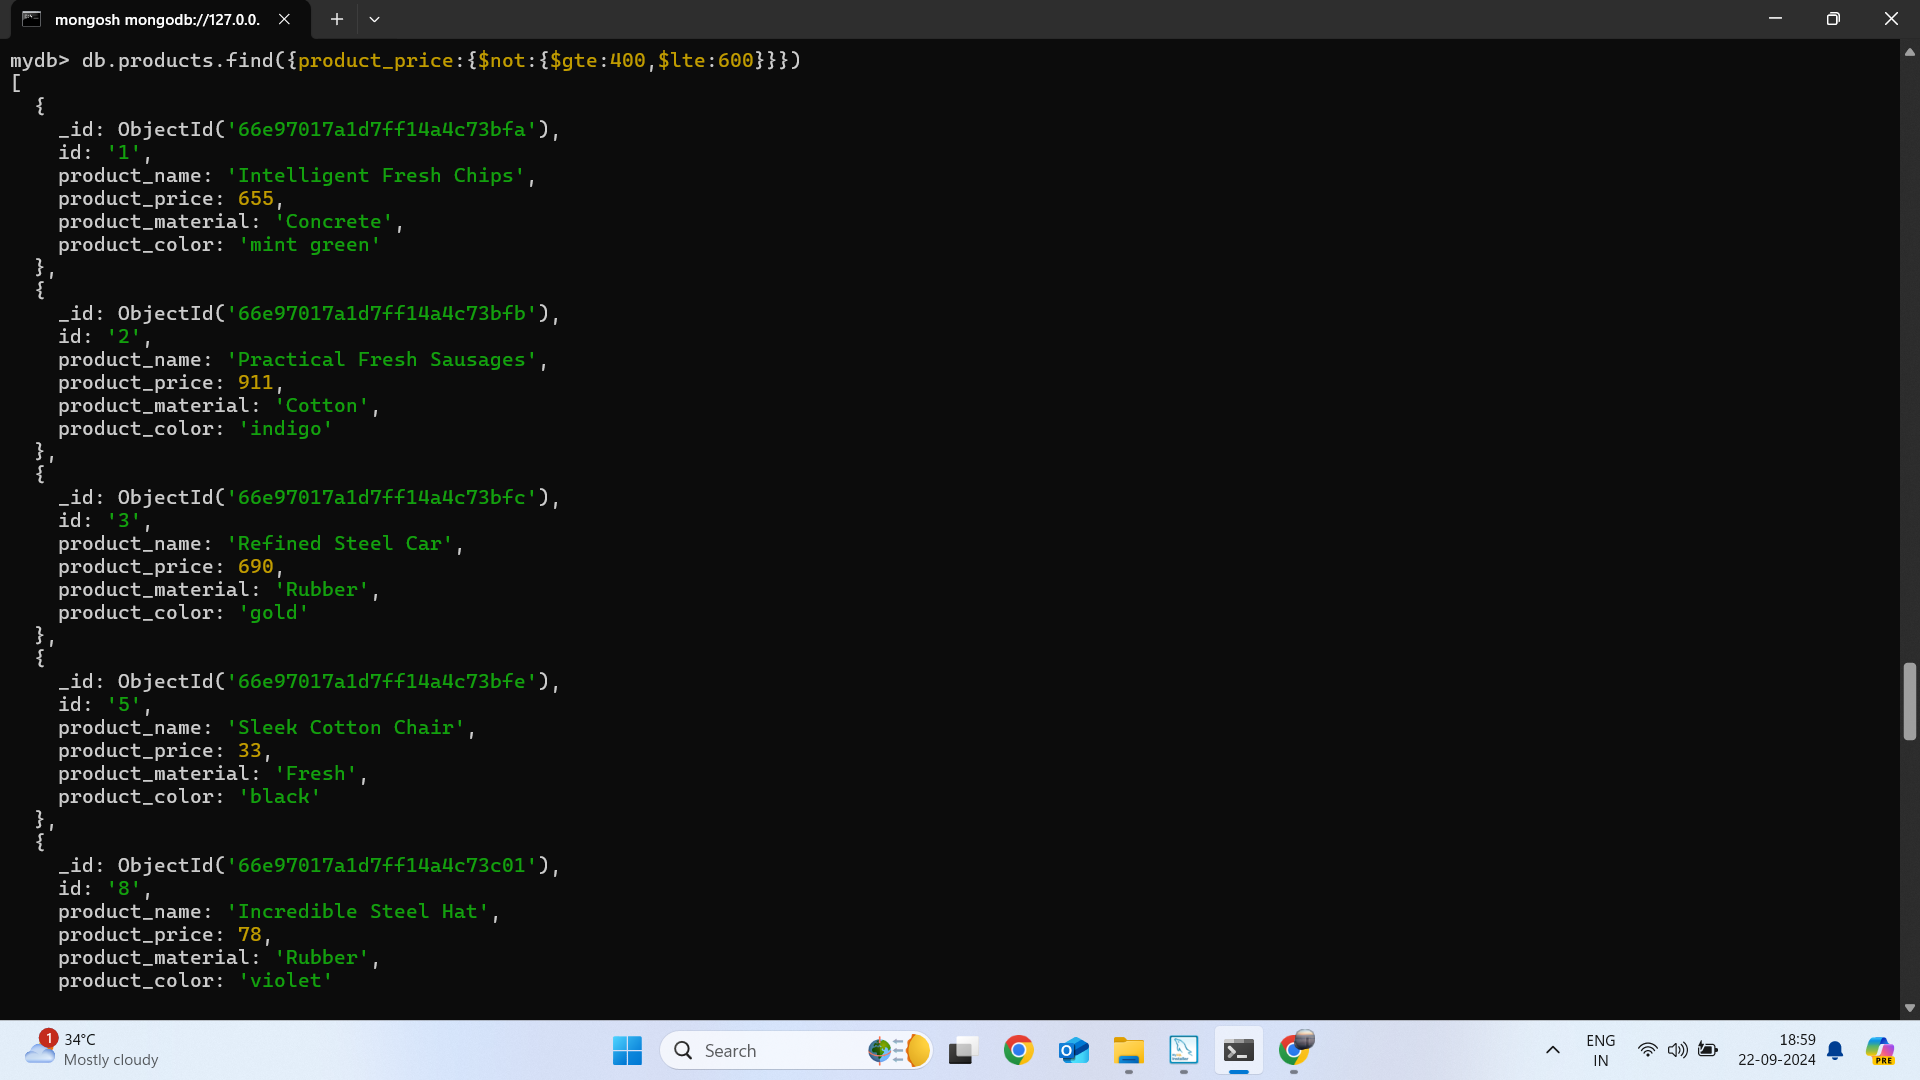 mongosh mongodb://127.0.0.
mydb> db.products.find({product_price:{$not:{$gte:400,$lte:600}}})
[
  {
    _id: ObjectId('66e97017a1d7ff14a4c73bfa'),
    id: '1',
    product_name: 'Intelligent Fresh Chips',
    product_price: 655,
    product_material: 'Concrete',
    product_color: 'mint green'
  },
  {
    _id: ObjectId('66e97017a1d7ff14a4c73bfb'),
    id: '2',
    product_name: 'Practical Fresh Sausages',
    product_price: 911,
    product_material: 'Cotton',
    product_color: 'indigo'
  },
  {
    _id: ObjectId('66e97017a1d7ff14a4c73bfc'),
    id: '3',
    product_name: 'Refined Steel Car',
    product_price: 690,
    product_material: 'Rubber',
    product_color: 'gold'
  },
  {
    _id: ObjectId('66e97017a1d7ff14a4c73bfe'),
    id: '5',
    product_name: 'Sleek Cotton Chair',
    product_price: 33,
    product_material: 'Fresh',
    product_color: 'black'
  },
  {
    _id: ObjectId('66e97017a1d7ff14a4c73c01'),
    id: '8',
    product_name: 'Incredible Steel Hat',
    product_price: 78,
    product_material: 'Rubber',
    product_color: 'violet'
1
34°C
Mostly cloudy
Search
ENG
IN
18:59
22-09-2024
PRE